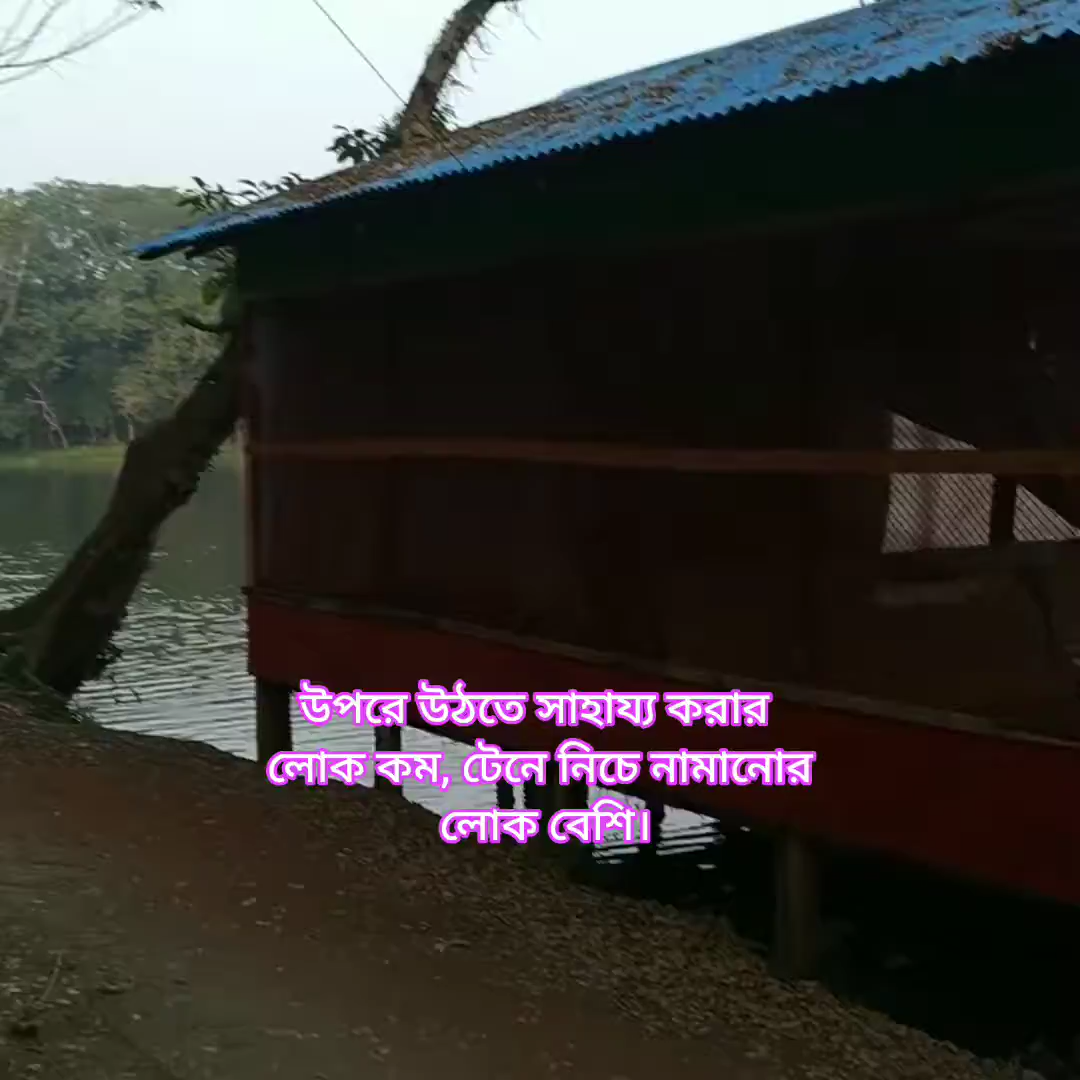 উপরে উঠতে সাহায্য করার
লোক কম, টেনে নিচে নামানোর
লোক বেশি।